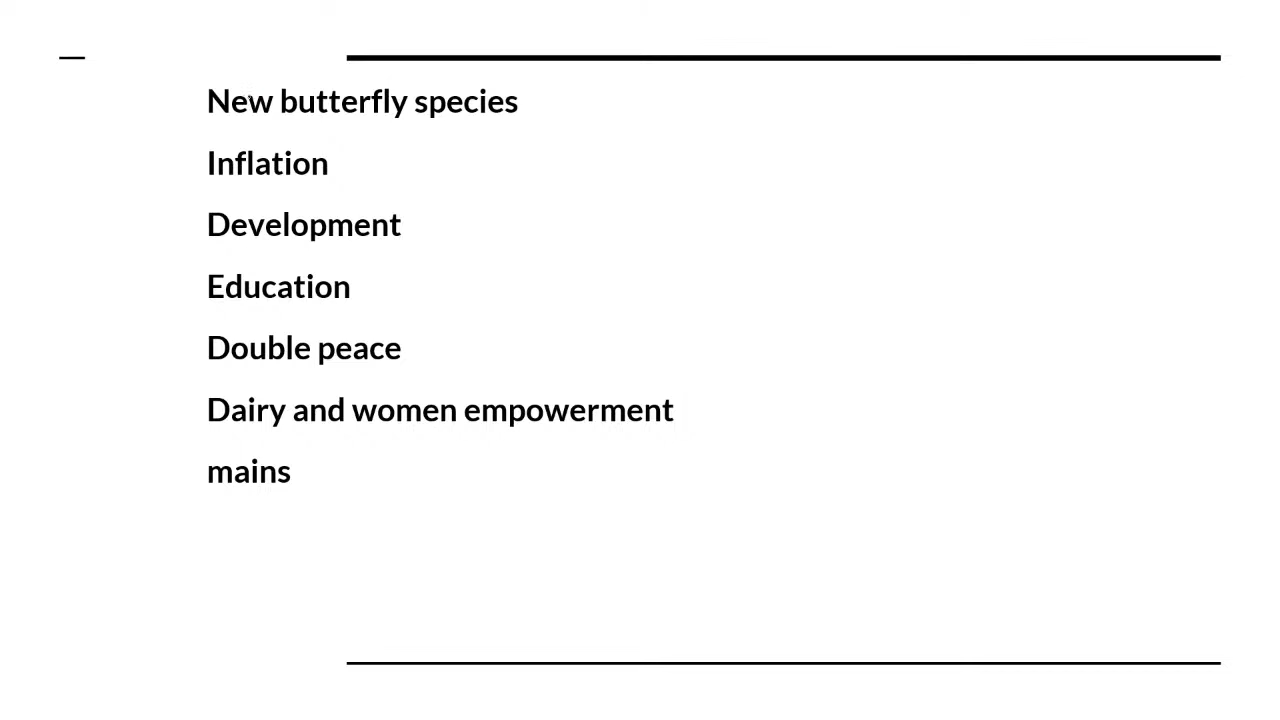 New butterfly species
Inflation
Development
Education
Double peace
Dairy and women empowerment
mains